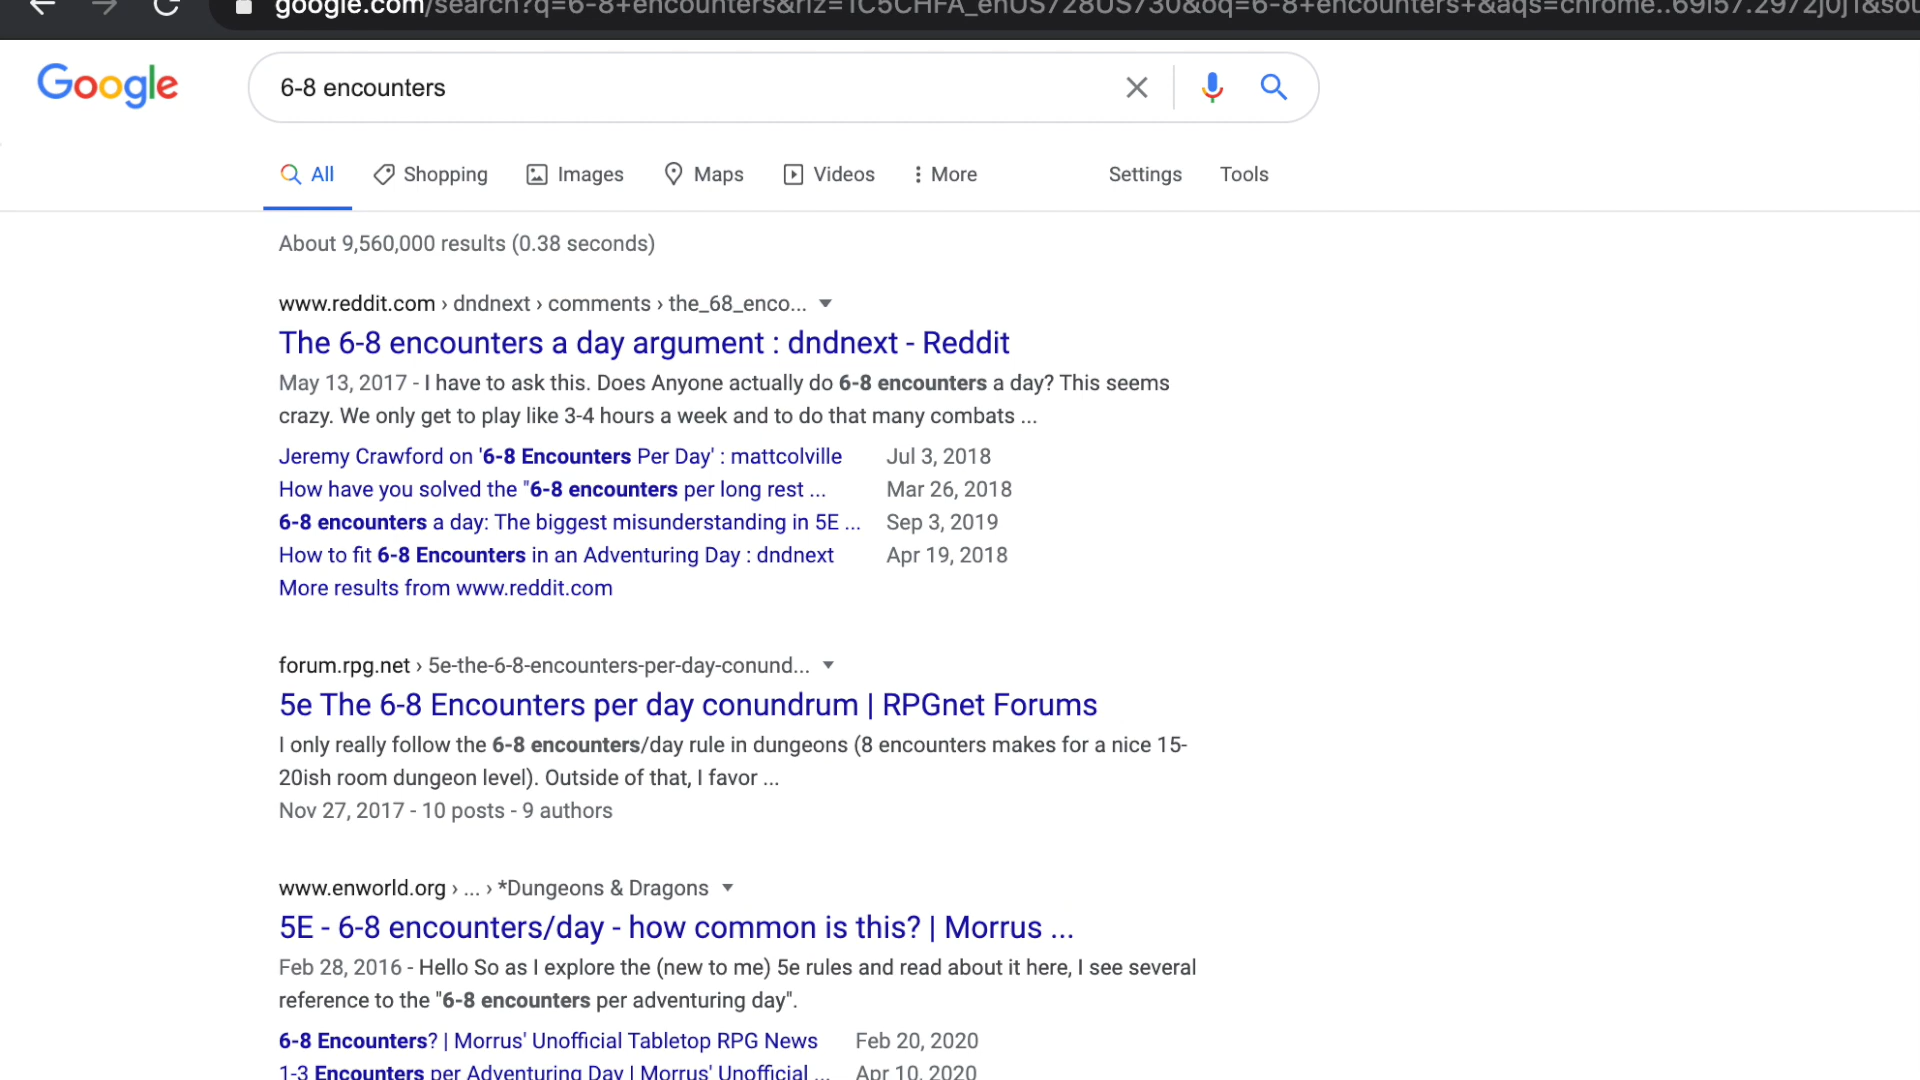 google.com/search?q=6-8+encounters&rlz=1C5CHFA_enUS728US730&oq=6-8+encounters+&aqs=chrome..69i57.2972j0j1&sou
Google
6-8 encounters
All Shopping Images Maps Videos More Settings Tools
About 9,560,000 results (0.38 seconds)
www.reddit.com › dndnext › comments › the_68_enco...
The 6-8 encounters a day argument : dndnext - Reddit
May 13, 2017 - I have to ask this. Does Anyone actually do 6-8 encounters a day? This seems
crazy. We only get to play like 3-4 hours a week and to do that many combats ...
Jeremy Crawford on '6-8 Encounters Per Day' : mattcolville Jul 3, 2018
How have you solved the "6-8 encounters per long rest ... Mar 26, 2018
6-8 encounters a day: The biggest misunderstanding in 5E ... Sep 3, 2019
How to fit 6-8 Encounters in an Adventuring Day : dndnext Apr 19, 2018
More results from www.reddit.com
forum.rpg.net › 5e-the-6-8-encounters-per-day-conund...
5e The 6-8 Encounters per day conundrum | RPGnet Forums
I only really follow the 6-8 encounters/day rule in dungeons (8 encounters makes for a nice 15-
20ish room dungeon level). Outside of that, I favor ...
Nov 27, 2017 - 10 posts - 9 authors
www.enworld.org › ... › *Dungeons & Dragons
5E - 6-8 encounters/day - how common is this? | Morrus ...
Feb 28, 2016 - Hello So as I explore the (new to me) 5e rules and read about it here, I see several
reference to the "6-8 encounters per adventuring day".
6-8 Encounters? | Morrus' Unofficial Tabletop RPG News Feb 20, 2020
1-3 Encounters per Adventuring Day | Morrus' Unofficial ... Apr 10, 2020